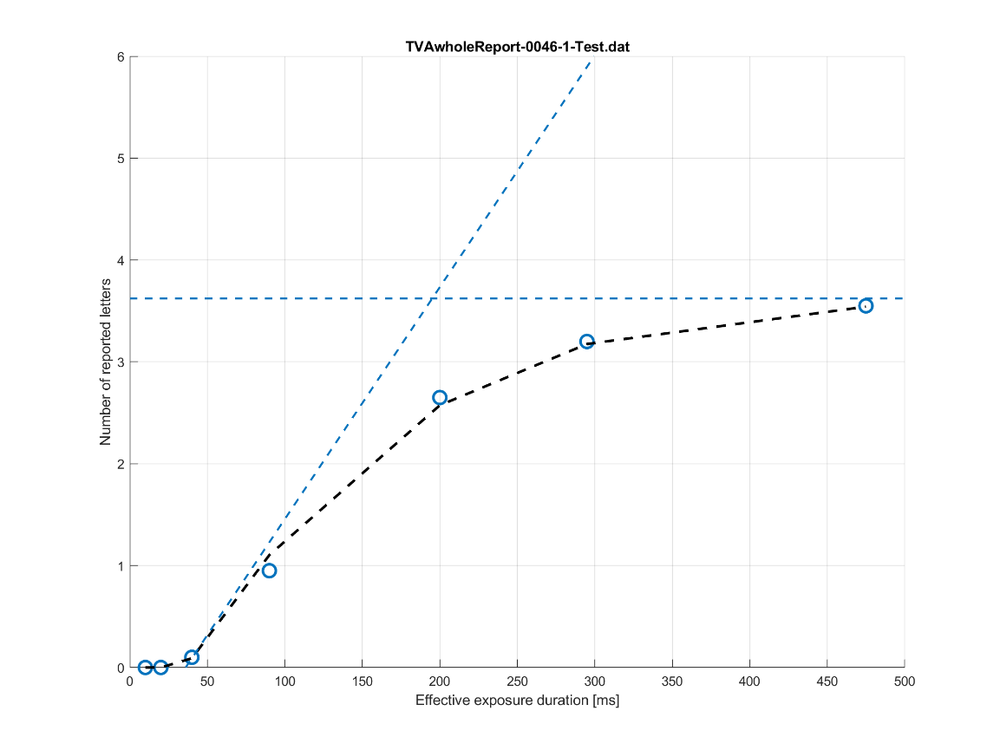 TVAwholeReport-0046-1-Test.dat
6
5
4
3
2
1
0
Number of reported letters
0 50 100 150 200 250 300 350 400 450 500
Effective exposure duration [ms]